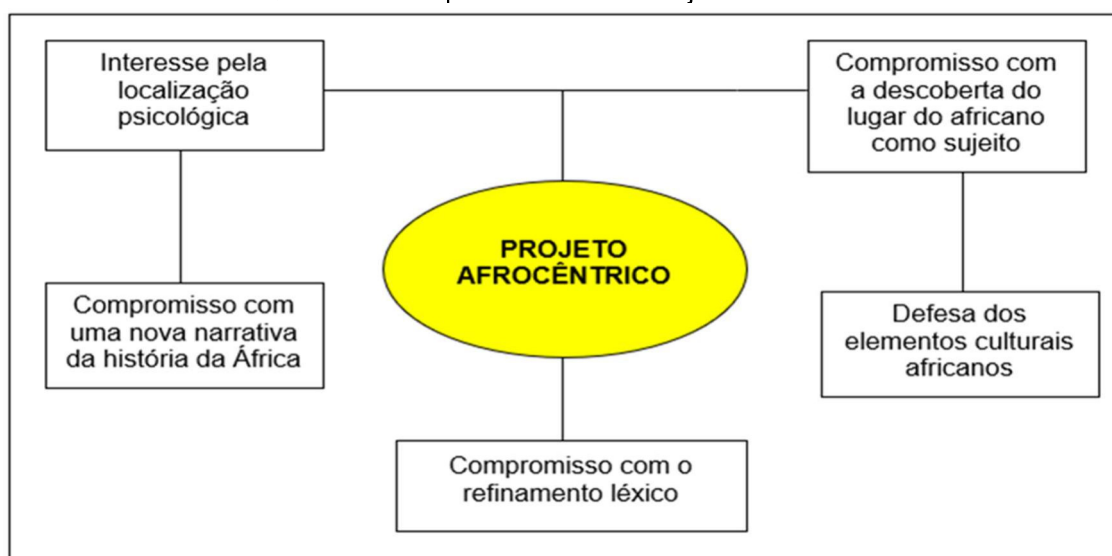 Interesse pela
localização
psicológica
Compromisso com
a descoberta do
lugar do africano
como sujeito
PROJETO
AFROCÊNTRICO
Compromisso com
uma nova narrativa
da história da África
Defesa dos
elementos culturais
africanos
Compromisso com o
refinamento léxico